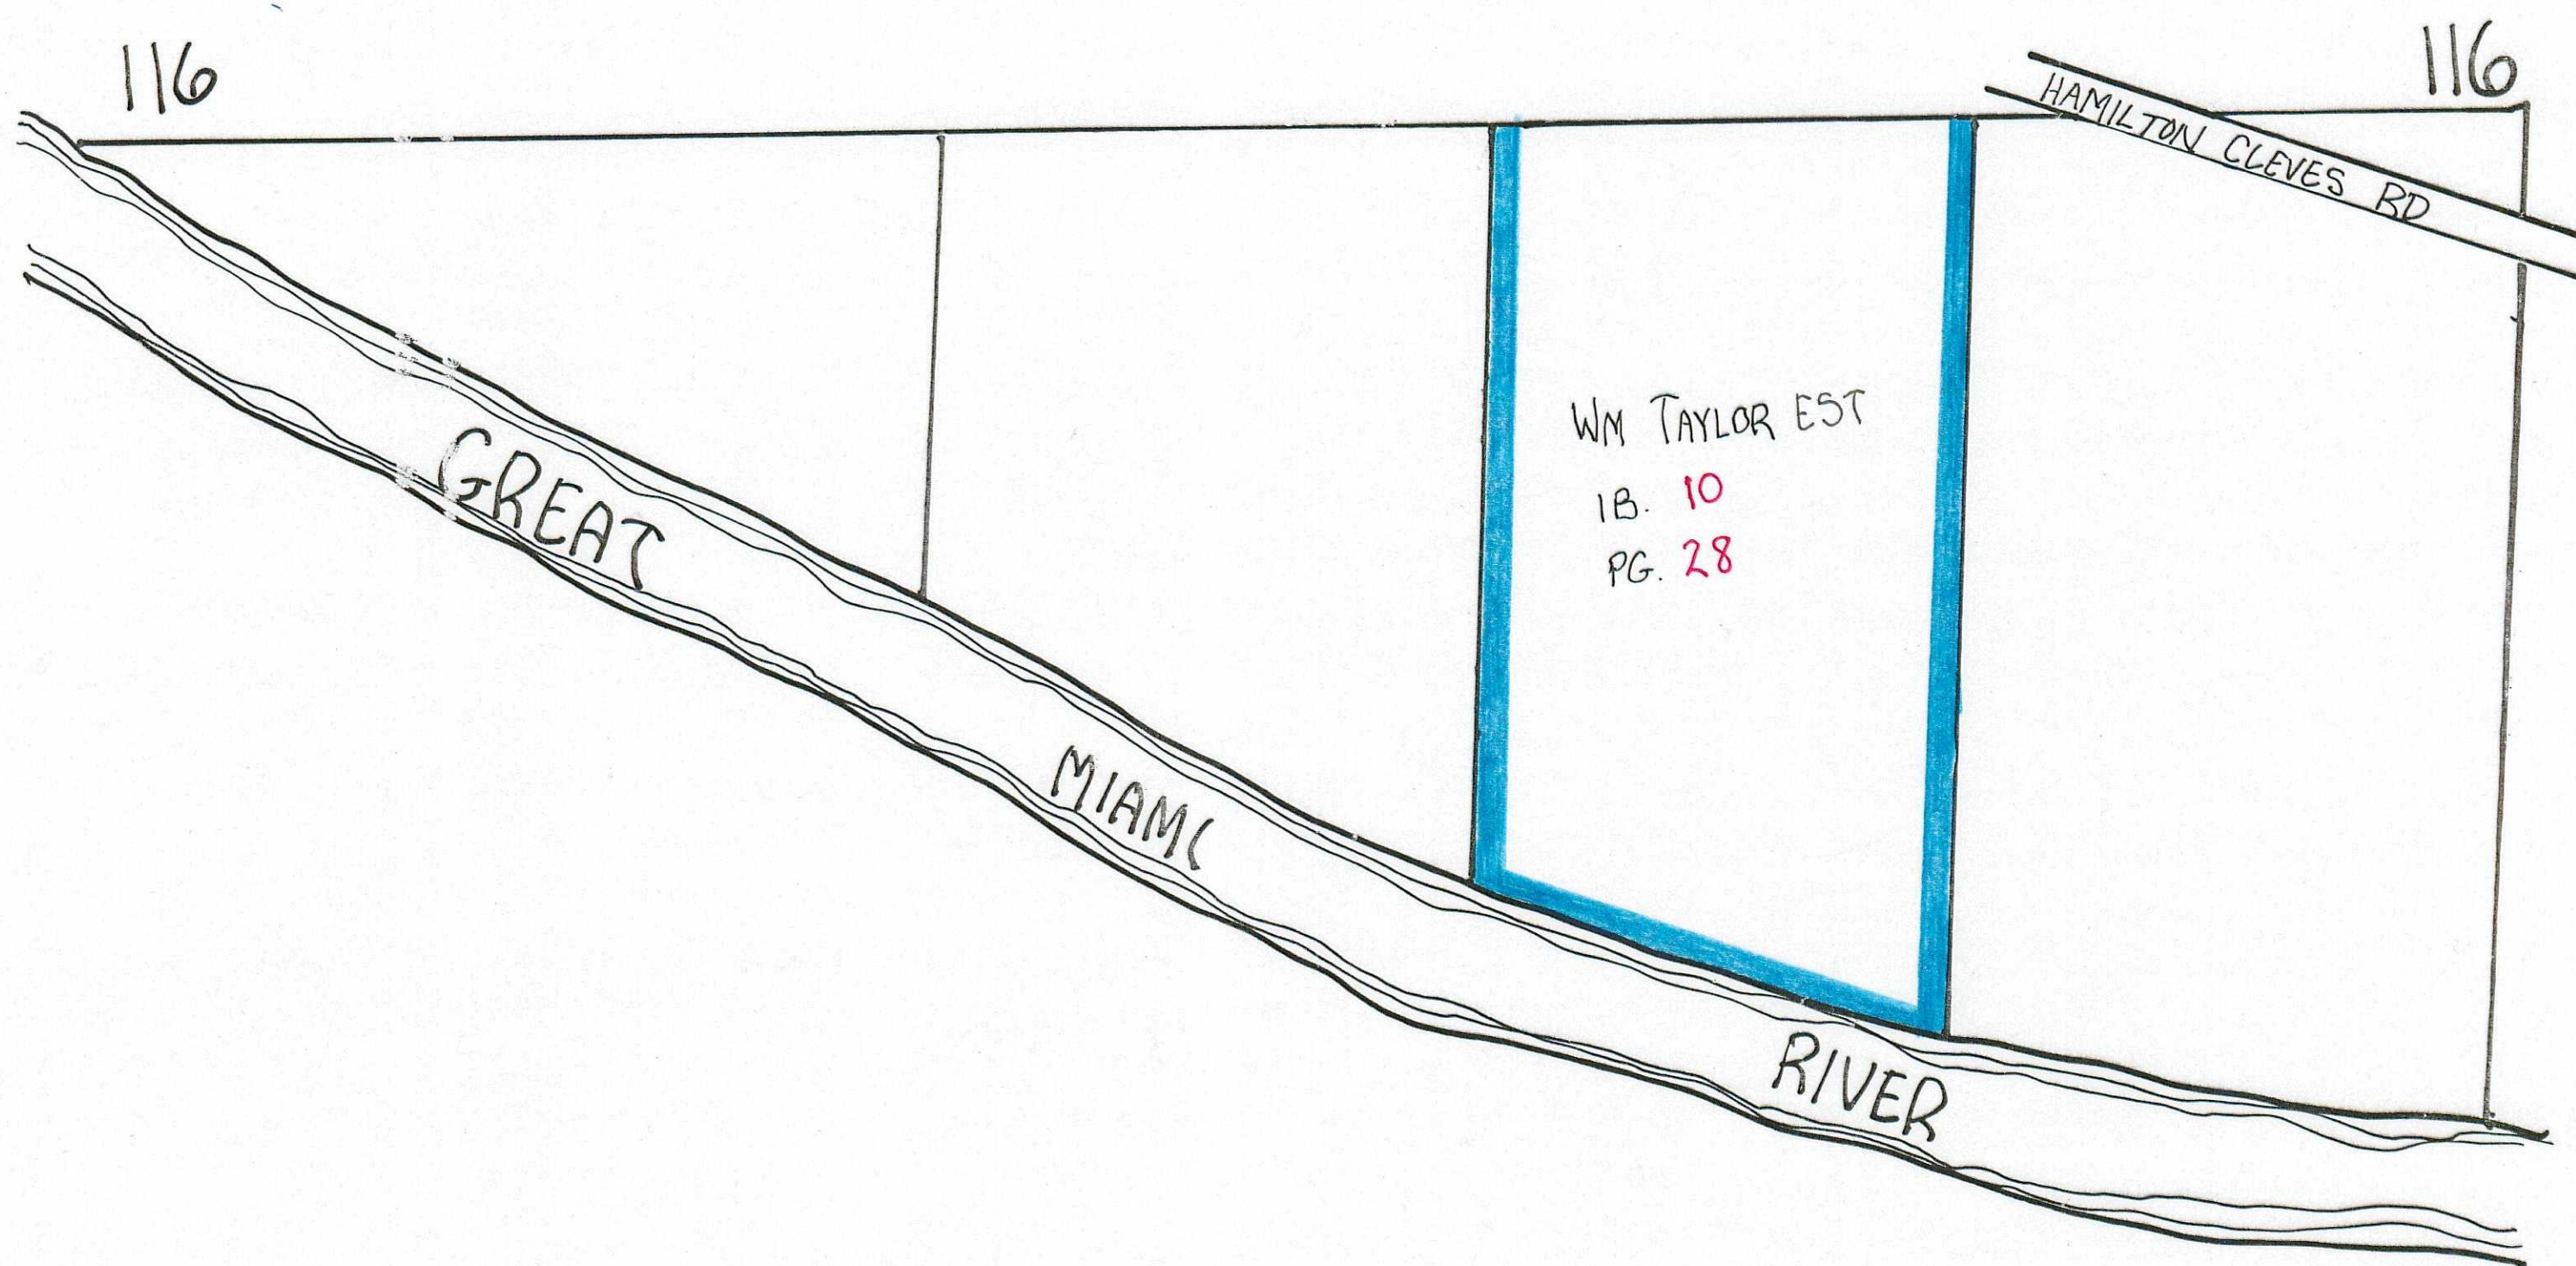 116
116
HAMILTON CLEVES RD
WM TAYLOR EST
IB. 10
PG. 28
GREAT
MIAMI
RIVER